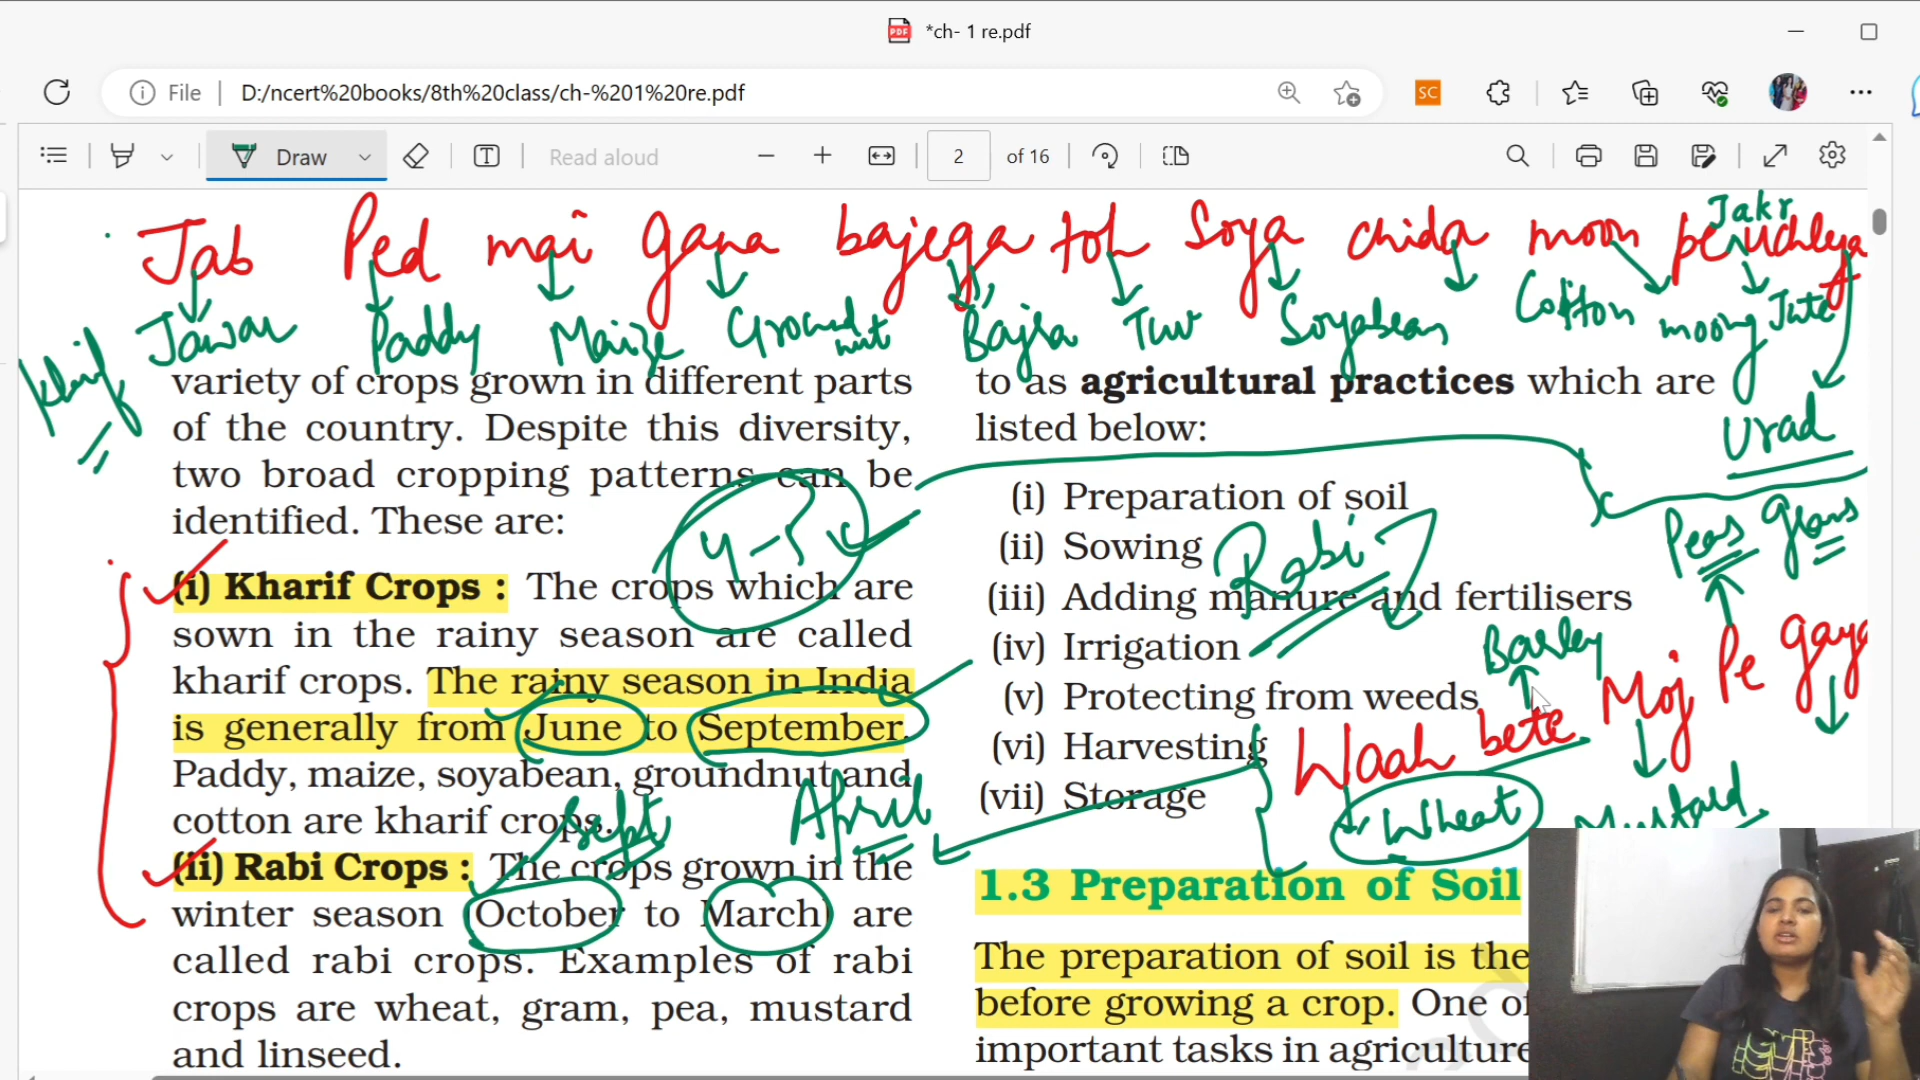 *ch- 1 re.pdf
File D:/ncert%20books/8th%20class/ch-%201%20re.pdf SC
Draw Read aloud 2 of 16
Jab Ped mai gana bajega toh Soya chida moon pe uchleya
Jakr
Jawar Paddy Maize Ground nut Bajra Tur Soyabean Cotton moong Jute
Urad
Kharif
variety of crops grown in different parts
of the country. Despite this diversity,
two broad cropping patterns can be
identified. These are:
4-5
(i) Kharif Crops : The crops which are
sown in the rainy season are called
kharif crops. The rainy season in India
is generally from June to September.
Paddy, maize, soyabean, groundnut and
cotton are kharif crops.
Sept April
(ii) Rabi Crops : The crops grown in the
winter season (October to March) are
called rabi crops. Examples of rabi
crops are wheat, gram, pea, mustard
and linseed.
to as agricultural practices which are
listed below:
(i) Preparation of soil
(ii) Sowing
(iii) Adding manure and fertilisers
(iv) Irrigation
(v) Protecting from weeds
(vi) Harvesting
(vii) Storage
Rabi
Peas Grams
Barley
Waah bete Moj Pe gaya
Wheat Mustard
1.3 Preparation of Soil
The preparation of soil is the
before growing a crop. One of
important tasks in agriculture